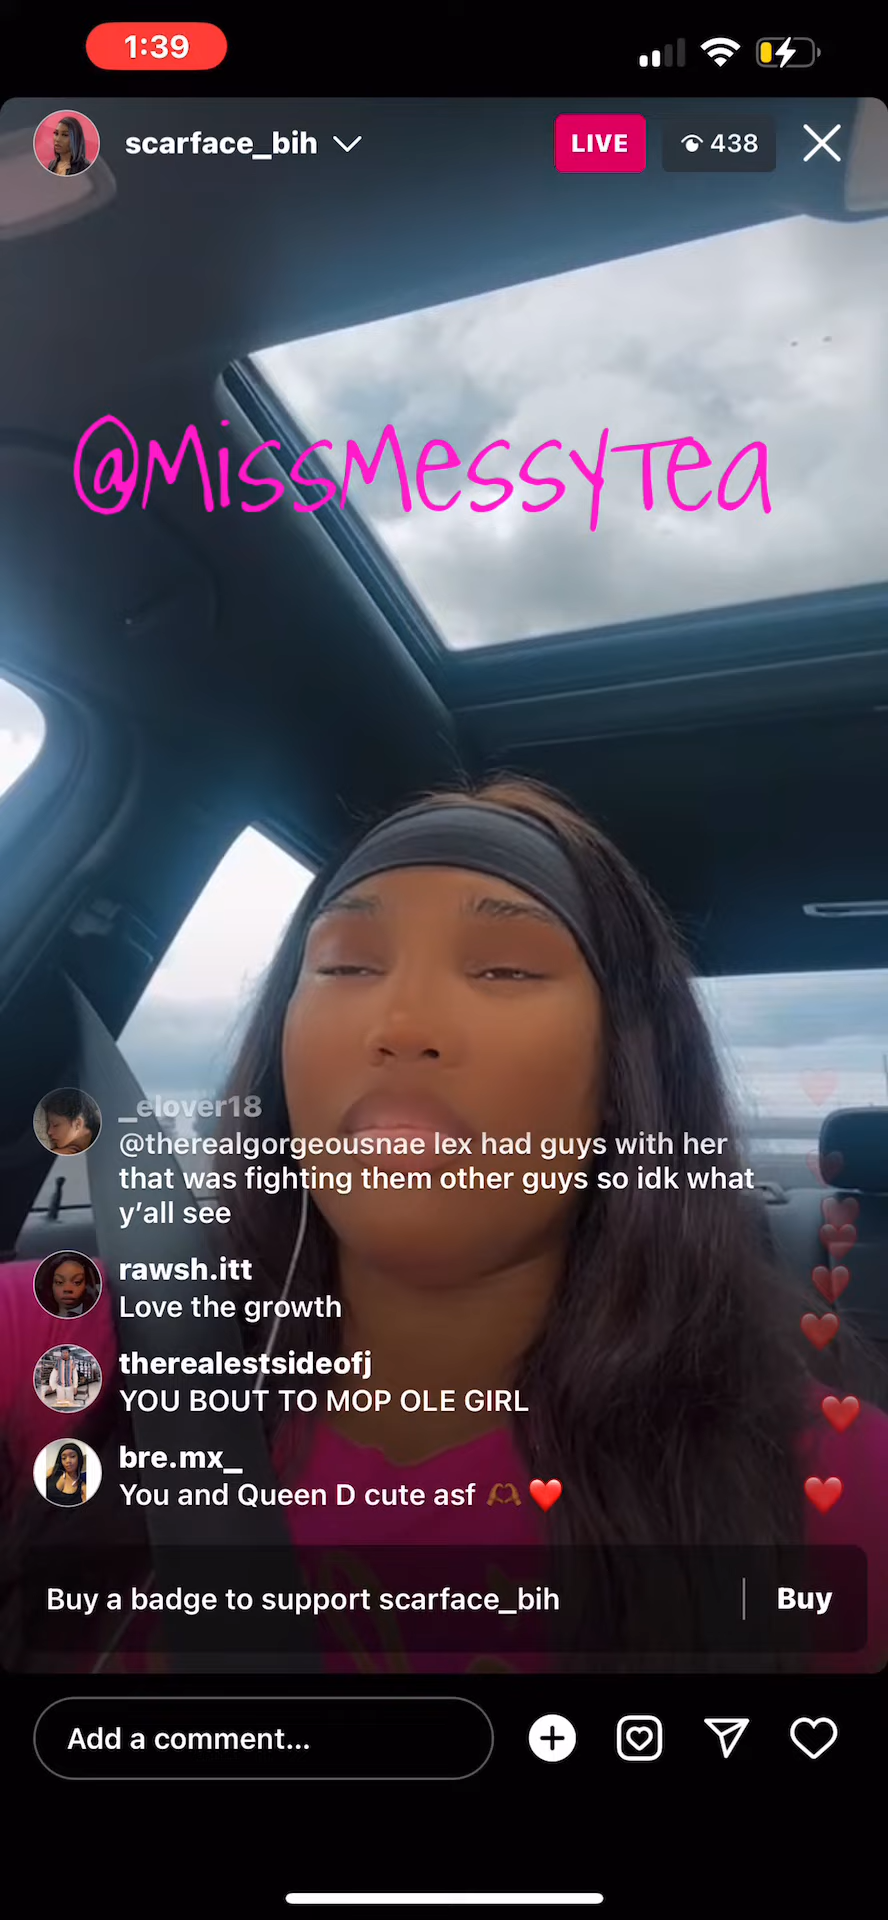 1:39
scarface_bih
LIVE
438
@MissMessyTea
_elover18
@therealgorgeousnae lex had guys with her
that was fighting them other guys so idk what
y'all see
rawsh.itt
Love the growth
therealestsideofj
YOU BOUT TO MOP OLE GIRL
bre.mx_
You and Queen D cute asf 🫶🏾❤️
Buy a badge to support scarface_bih
Buy
Add a comment...